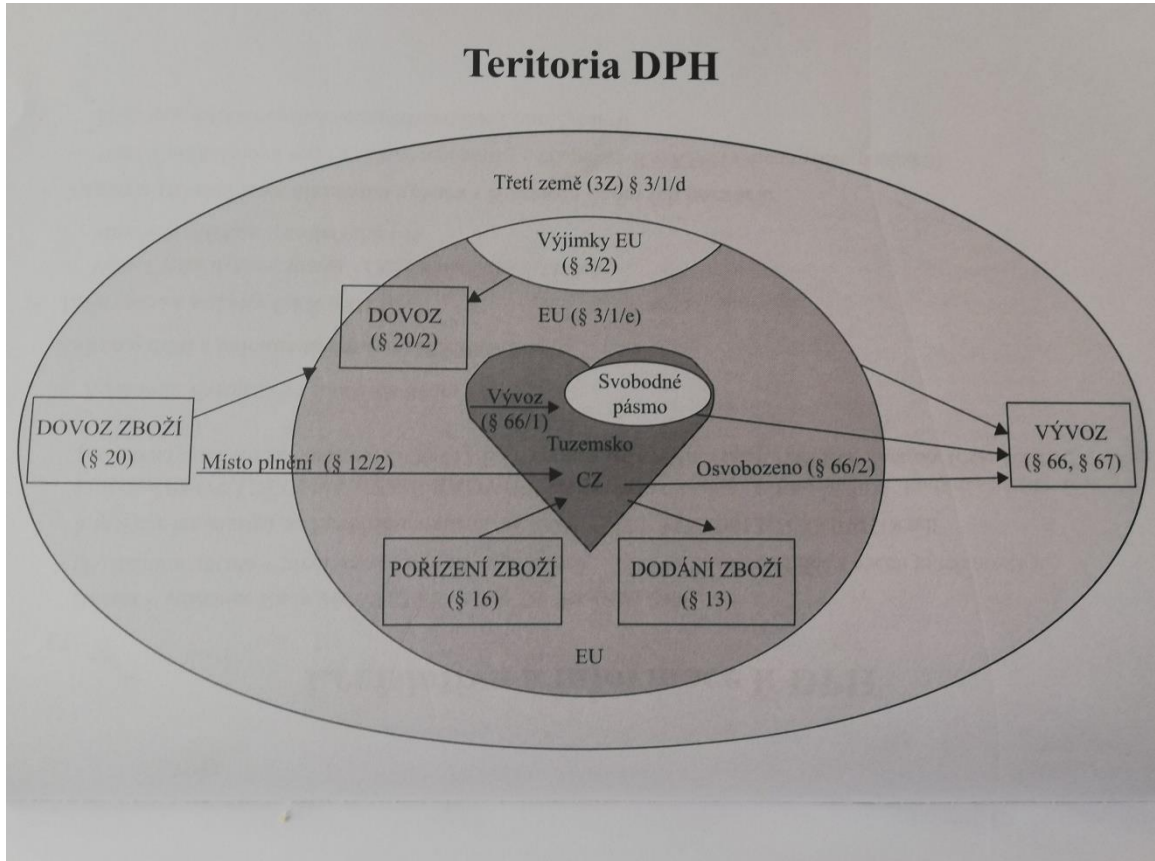 Teritoria DPH
Třetí země (3Z) § 3/1/d
Výjimky EU
(§ 3/2)
DOVOZ
(§ 20/2)
EU (§ 3/1/e)
Svobodné
pásmo
Vývoz
(§ 66/1)
Tuzemsko
CZ
DOVOZ ZBOŽÍ
(§ 20)
Místo plnění (§ 12/2)
Osvobozeno (§ 66/2)
VÝVOZ
(§ 66, § 67)
POŘÍZENÍ ZBOŽÍ
(§ 16)
DODÁNÍ ZBOŽÍ
(§ 13)
EU